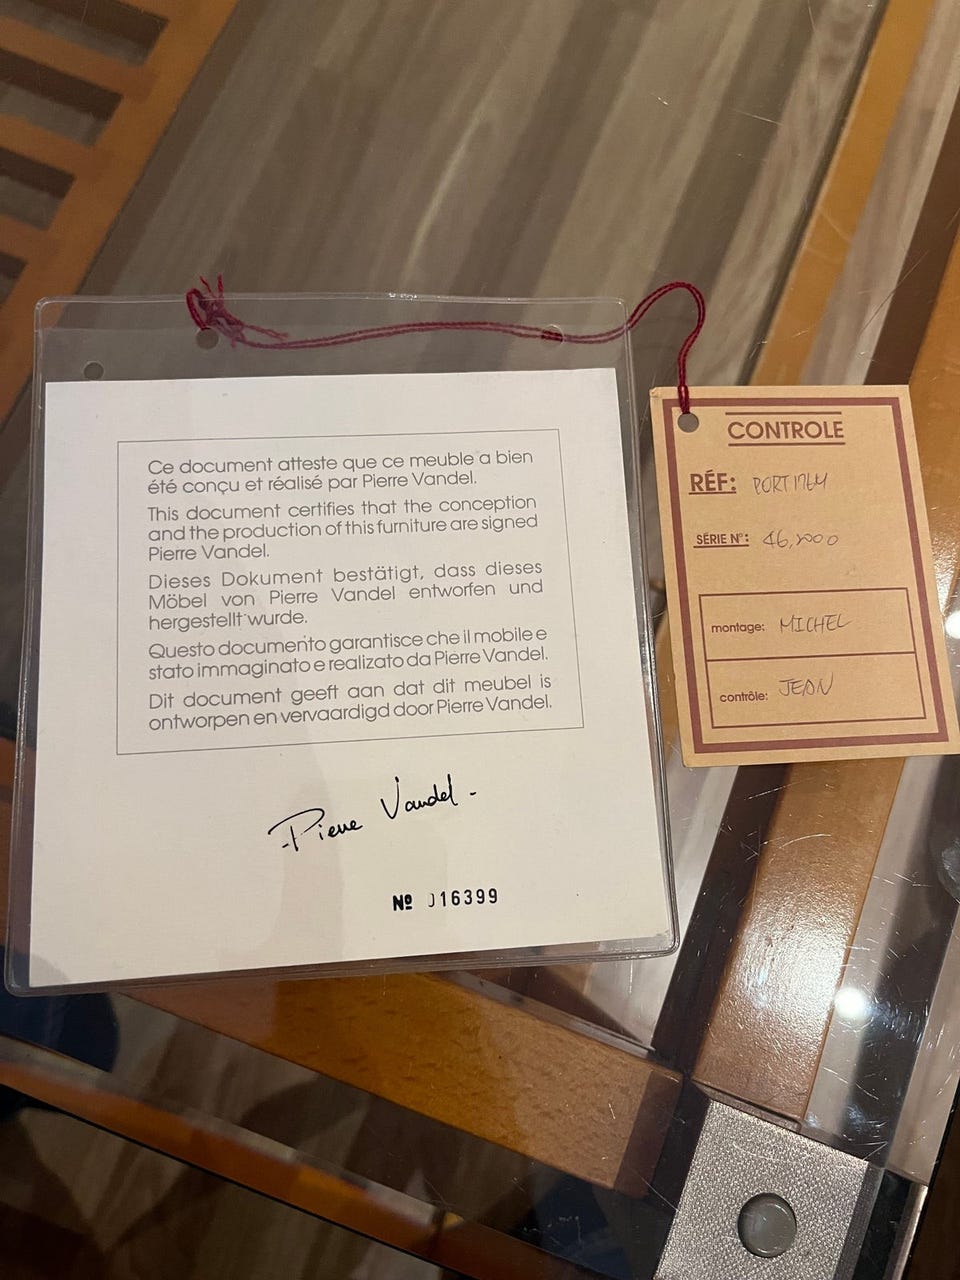 Ce document atteste que ce meuble a bien
été conçu et réalisé par Pierre Vandel.
This document certifies that the conception
and the production of this furniture are signed
Pierre Vandel.
Dieses Dokument bestätigt, dass dieses
Möbel von Pierre Vandel entworfen und
hergestellt wurde.
Questo documento garantisce che il mobile e
stato immaginato e realizato da Pierre Vandel.
Dit document geeft aan dat dit meubel is
ontworpen en vervaardigd door Pierre Vandel.
Pierre Vandel
Nº 016399
CONTROLE
RÉF:
SÉRIE N°:
montage: MICHEL
contrôle: JEAN